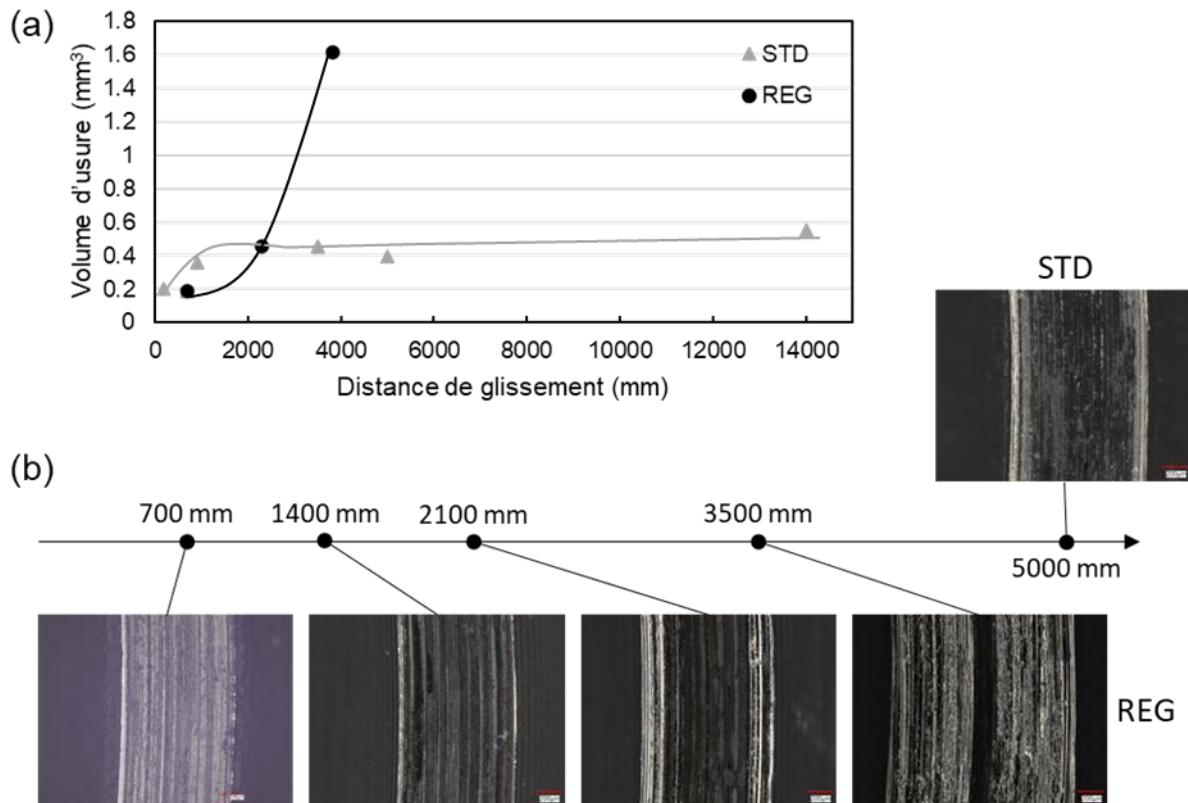 (a)
Volume d'usure (mm³)
1.8
1.6
1.4
1.2
1
0.8
0.6
0.4
0.2
0
STD
REG
0 2000 4000 6000 8000 10000 12000 14000
Distance de glissement (mm)
STD
(b)
700 mm
1400 mm
2100 mm
3500 mm
5000 mm
REG